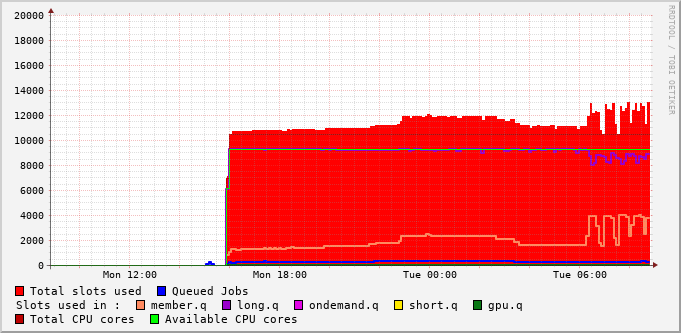 RRDTOOL / TOBI OETIKER
20000
18000
16000
14000
12000
10000
8000
6000
4000
2000
0
Mon 12:00 Mon 18:00 Tue 00:00 Tue 06:00
Total slots used Queued Jobs
Slots used in : member.q long.q ondemand.q short.q gpu.q
Total CPU cores Available CPU cores